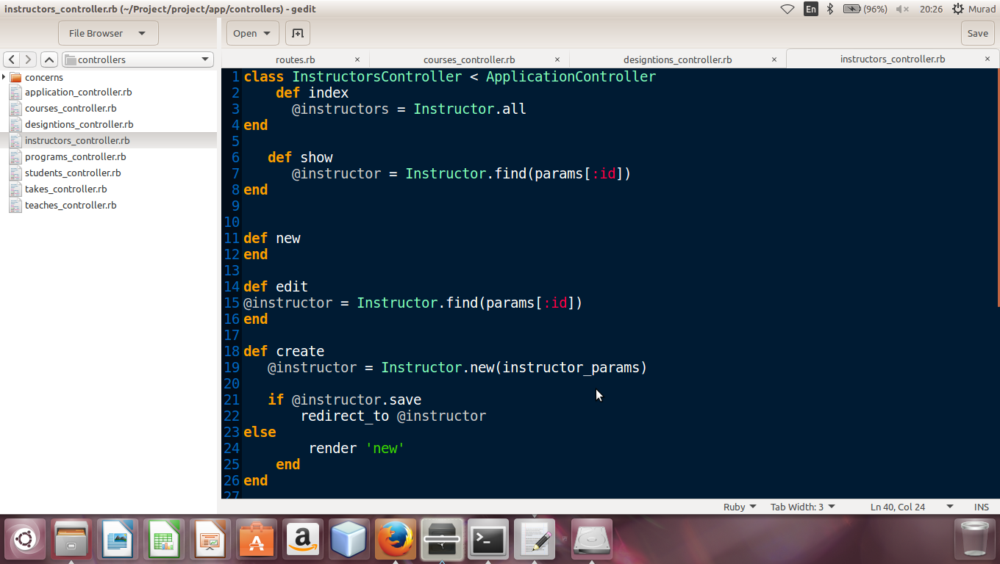 instructors_controller.rb (~/Project/project/app/controllers) - gedit
En
(96%)
20:26
Murad
File Browser
Open
Save
controllers
routes.rb
courses_controller.rb
designtions_controller.rb
instructors_controller.rb
concerns
application_controller.rb
courses_controller.rb
designtions_controller.rb
instructors_controller.rb
programs_controller.rb
students_controller.rb
takes_controller.rb
teaches_controller.rb
1 class InstructorsController < ApplicationController
2     def index
3       @instructors = Instructor.all
4 end
5
6    def show
7       @instructor = Instructor.find(params[:id])
8 end
9
10
11 def new
12 end
13
14 def edit
15 @instructor = Instructor.find(params[:id])
16 end
17
18 def create
19    @instructor = Instructor.new(instructor_params)
20
21    if @instructor.save
22        redirect_to @instructor
23 else
24         render 'new'
25     end
26 end
27
Ruby
Tab Width: 3
Ln 40, Col 24
INS